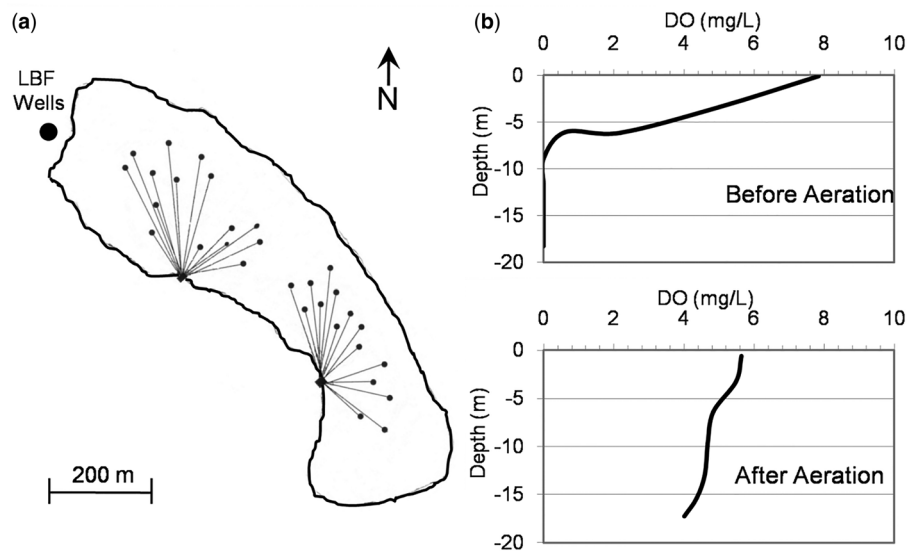 (a)
LBF
Wells
N
200 m
(b)
DO (mg/L)
0 2 4 6 8 10
0
-5
-10
-15
-20
Depth (m)
Before Aeration
DO (mg/L)
0 2 4 6 8 10
0
-5
-10
-15
-20
Depth (m)
After Aeration